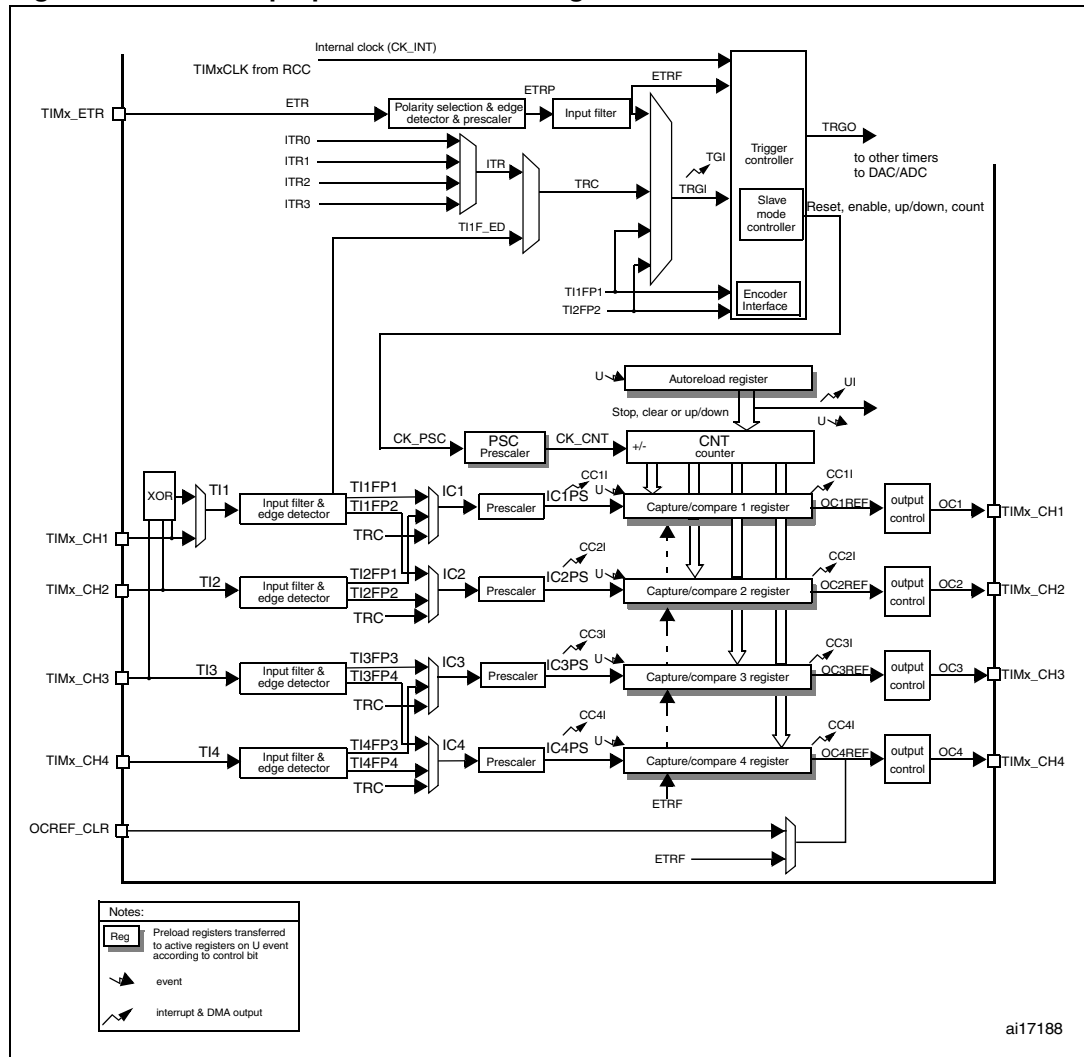 Internal clock (CK_INT)
TIMxCLK from RCC
ETRF
ETRP
TIMx_ETR
ETR
Polarity selection & edge
detector & prescaler
Input filter
TRGO
ITR0
ITR1
ITR2
ITR3
ITR
TRC
TI1F_ED
TGI
TRGI
Trigger
controller
to other timers
to DAC/ADC
Slave
mode
controller
Reset, enable, up/down, count
TI1FP1
TI2FP2
Encoder
Interface
U
Autoreload register
UI
Stop, clear or up/down
U
CK_PSC
PSC
Prescaler
CK_CNT
+/-
CNT
counter
XOR
TI1
Input filter &
edge detector
TI1FP1
TI1FP2
TRC
IC1
Prescaler
CC1I
IC1PS
U
Capture/compare 1 register
CC1I
OC1REF
output
control
OC1
TIMx_CH1
TIMx_CH1
TIMx_CH2
TI2
Input filter &
edge detector
TI2FP1
TI2FP2
TRC
IC2
Prescaler
CC2I
IC2PS
U
Capture/compare 2 register
CC2I
OC2REF
output
control
OC2
TIMx_CH2
TIMx_CH3
TI3
Input filter &
edge detector
TI3FP3
TI3FP4
TRC
IC3
Prescaler
CC3I
IC3PS
U
Capture/compare 3 register
CC3I
OC3REF
output
control
OC3
TIMx_CH3
TIMx_CH4
TI4
Input filter &
edge detector
TI4FP3
TI4FP4
TRC
IC4
Prescaler
CC4I
IC4PS
U
Capture/compare 4 register
CC4I
OC4REF
output
control
OC4
TIMx_CH4
ETRF
OCREF_CLR
ETRF
Notes:
Reg
Preload registers transferred
to active registers on U event
according to control bit
event
interrupt & DMA output
ai17188